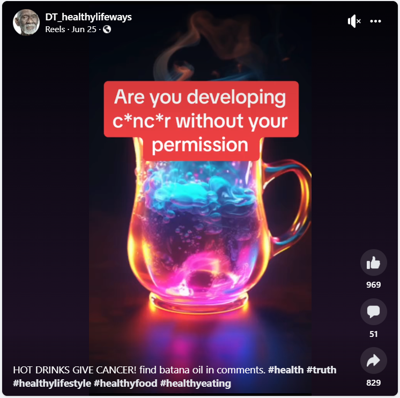 DT_healthylifeways
Reels · Jun 25 ·
Are you developing
c*nc*r without your
permission
969
51
829
HOT DRINKS GIVE CANCER! find batana oil in comments. #health #truth
#healthylifestyle #healthyfood #healthyeating